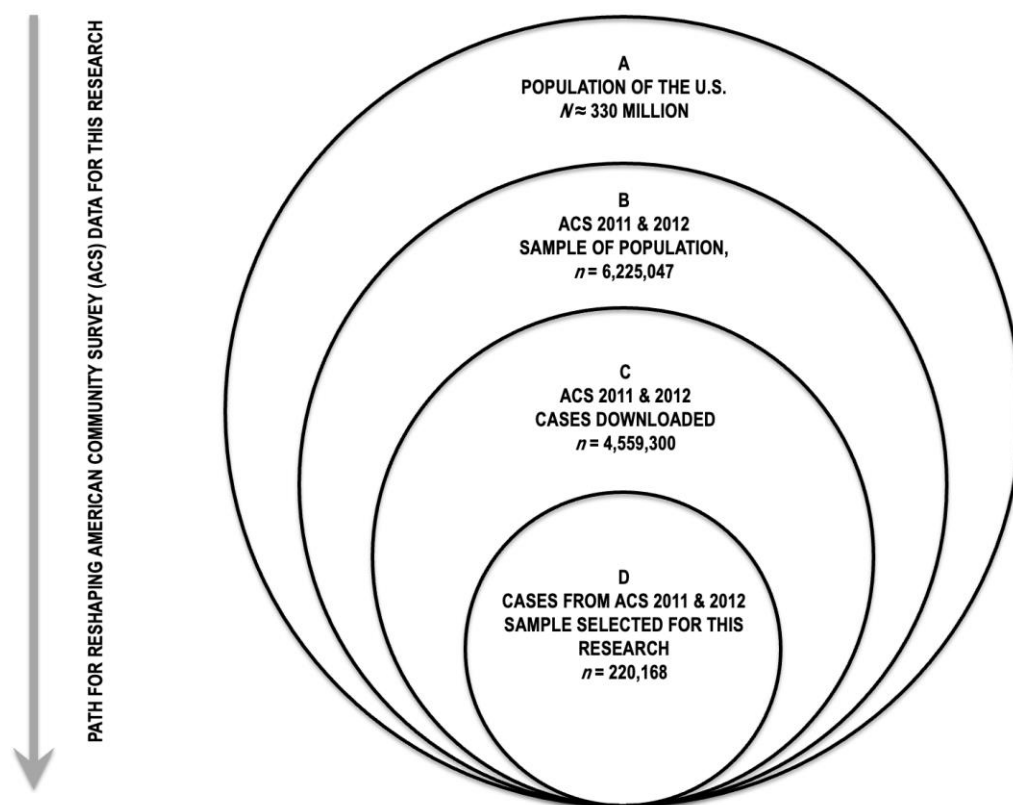 PATH FOR RESHAPING AMERICAN COMMUNITY SURVEY (ACS) DATA FOR THIS RESEARCH
A
POPULATION OF THE U.S.
N ≈ 330 MILLION
B
ACS 2011 & 2012
SAMPLE OF POPULATION,
n = 6,225,047
C
ACS 2011 & 2012
CASES DOWNLOADED
n = 4,559,300
D
CASES FROM ACS 2011 & 2012
SAMPLE SELECTED FOR THIS
RESEARCH
n = 220,168